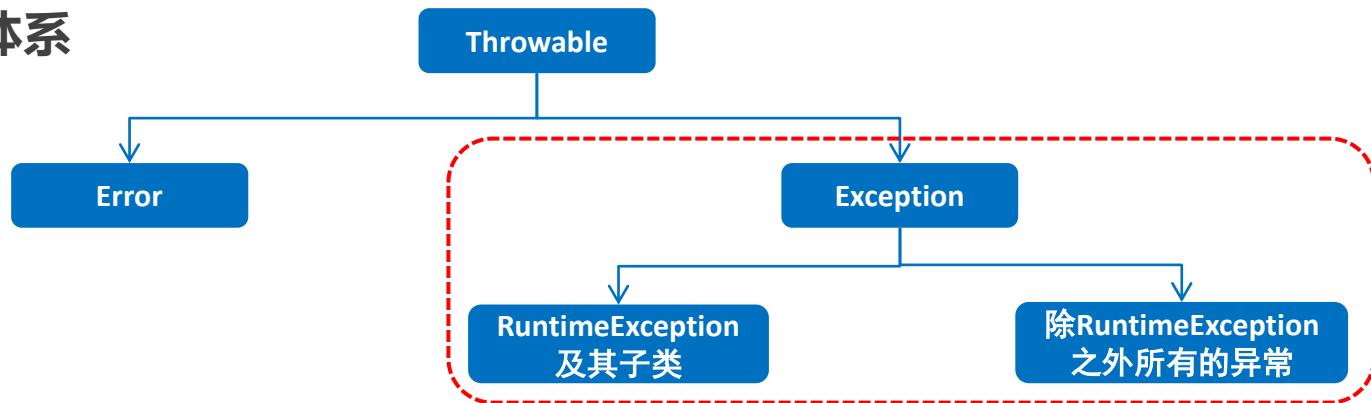 体系
Throwable
Error
Exception
RuntimeException
及其子类
除RuntimeException
之外所有的异常